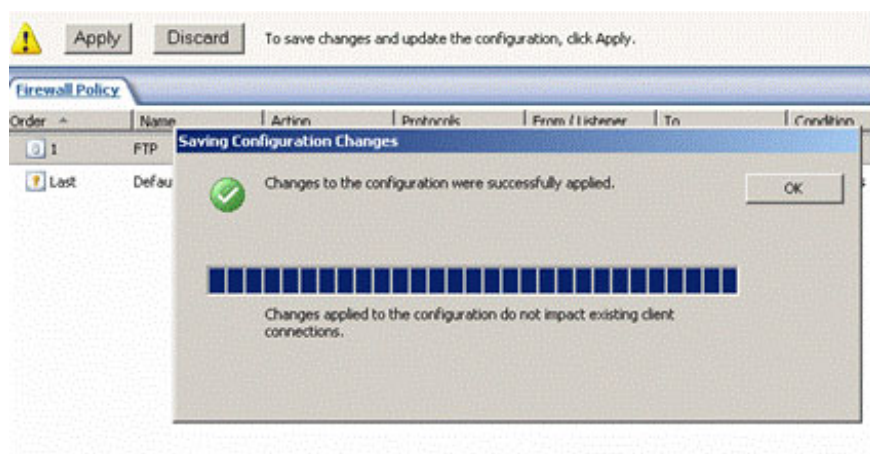 Apply Discard To save changes and update the configuration, click Apply.
Firewall Policy
Order Name Action Protocols From / Listener To Condition
1 FTP
Last Defau
Saving Configuration Changes
Changes to the configuration were successfully applied.
OK
Changes applied to the configuration do not impact existing client
connections.